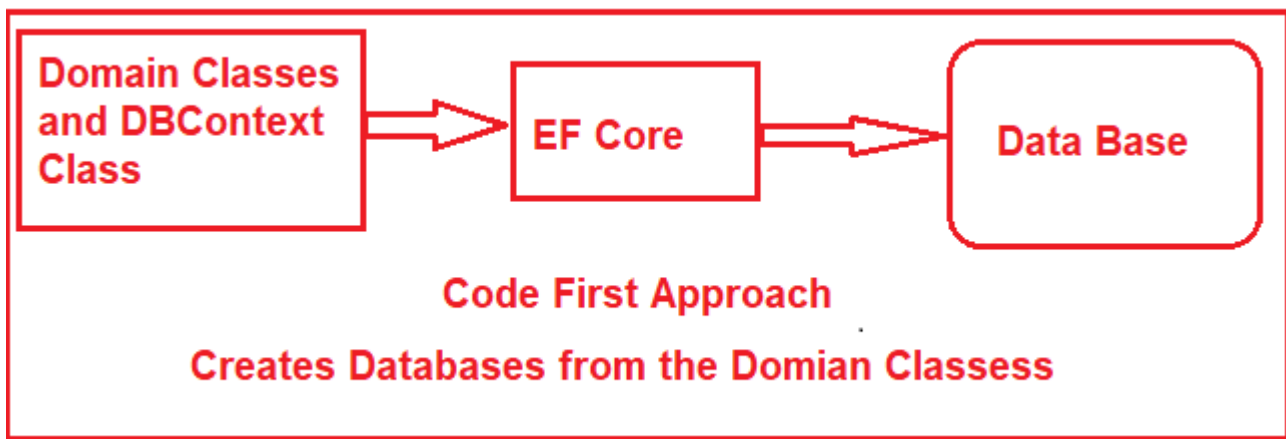 Domain Classes
and DBContext
Class
EF Core
Data Base
Code First Approach
Creates Databases from the Domian Classess